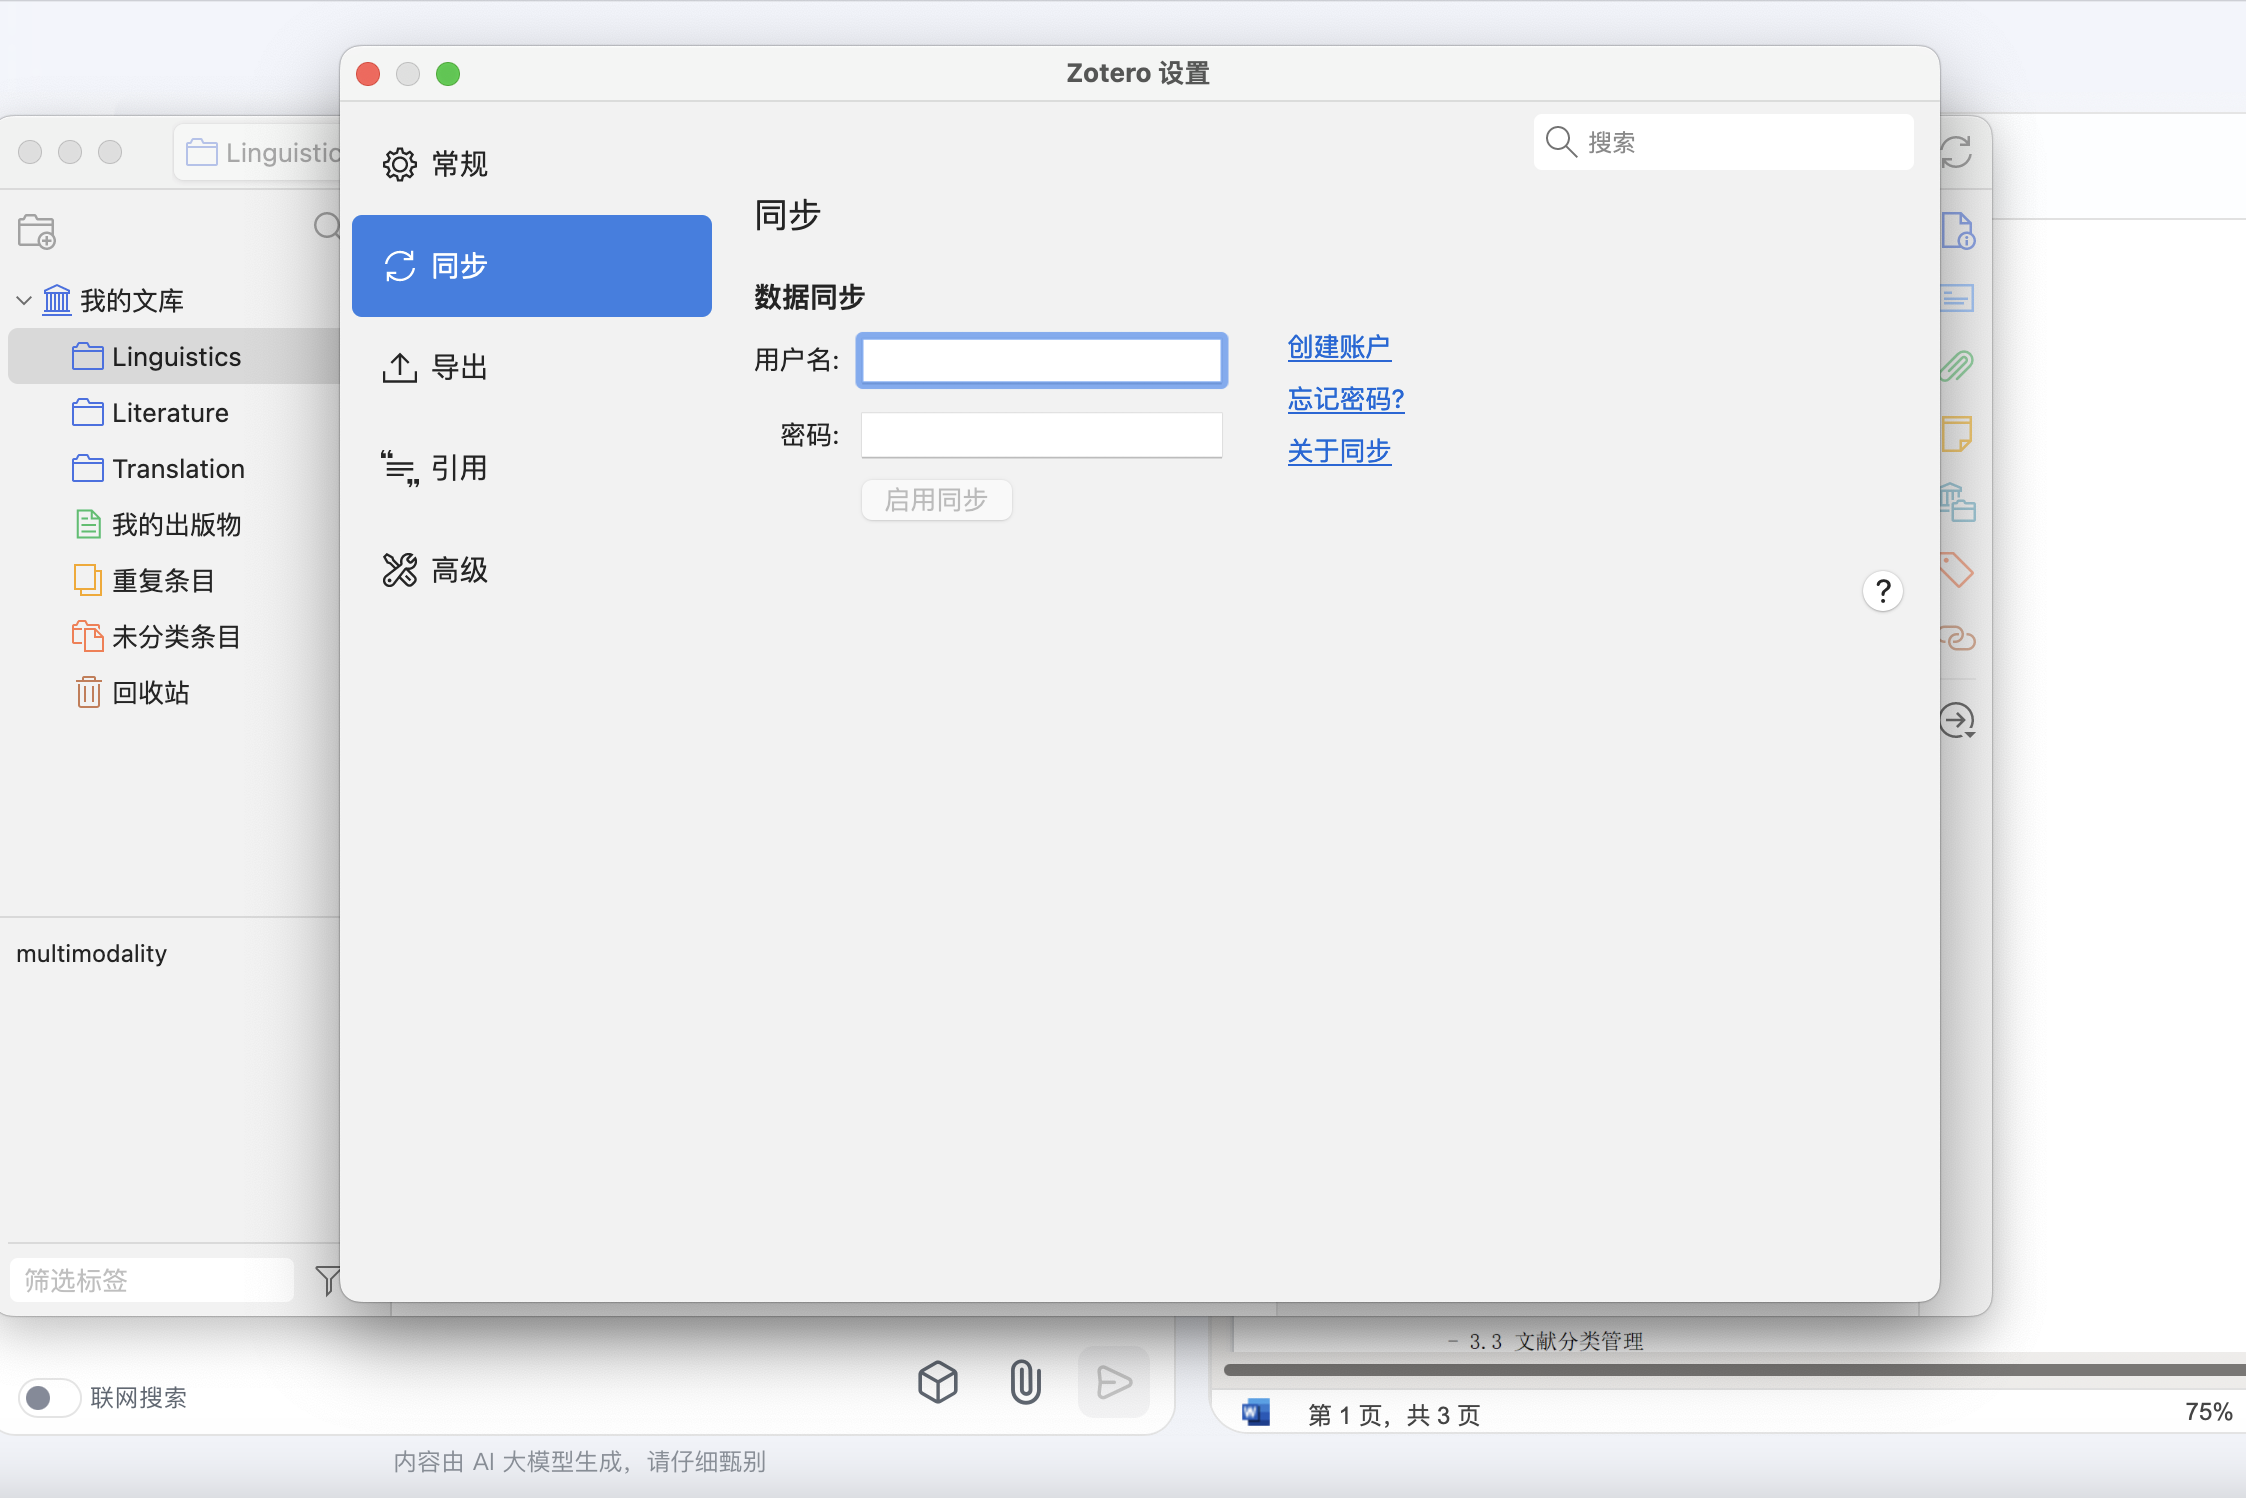 Zotero 设置
Linguistic
搜索
常规
同步
导出
引用
高级
同步
数据同步
用户名:
密码:
启用同步
创建账户
忘记密码?
关于同步
?
我的文库
Linguistics
Literature
Translation
我的出版物
重复条目
未分类条目
回收站
multimodality
筛选标签
- 3.3 文献分类管理
联网搜索
W
第 1 页，共 3 页
75%
内容由 AI 大模型生成，请仔细甄别